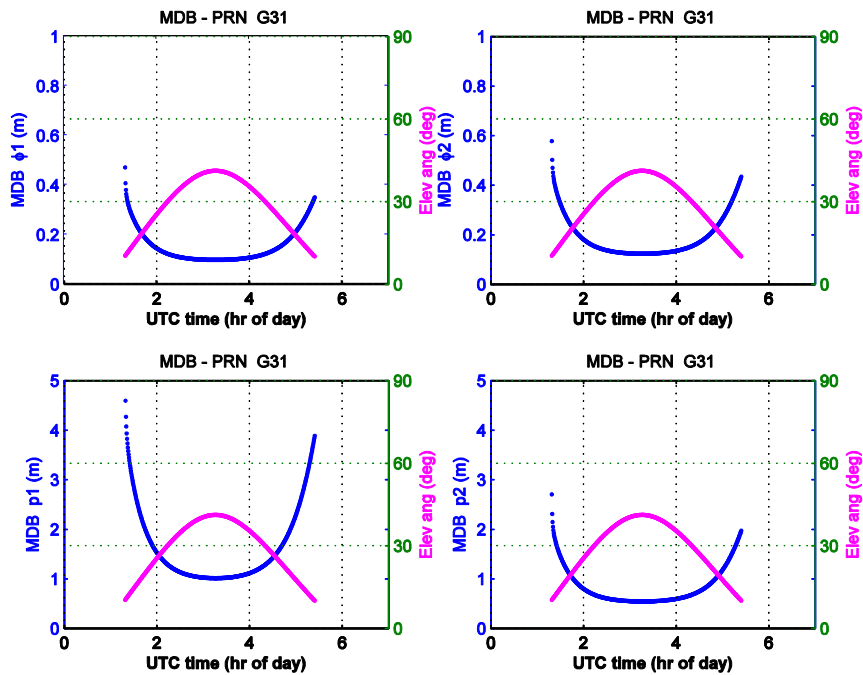 MDB - PRN G31
MDB ϕ1 (m)
1
0.8
0.6
0.4
0.2
0
90
60
30
0
Elev ang (deg)
0 2 4 6
UTC time (hr of day)
MDB - PRN G31
MDB ϕ2 (m)
1
0.8
0.6
0.4
0.2
0
90
60
30
0
Elev ang (deg)
0 2 4 6
UTC time (hr of day)
MDB - PRN G31
MDB p1 (m)
5
4
3
2
1
0
90
60
30
0
Elev ang (deg)
0 2 4 6
UTC time (hr of day)
MDB - PRN G31
MDB p2 (m)
5
4
3
2
1
0
90
60
30
0
Elev ang (deg)
0 2 4 6
UTC time (hr of day)